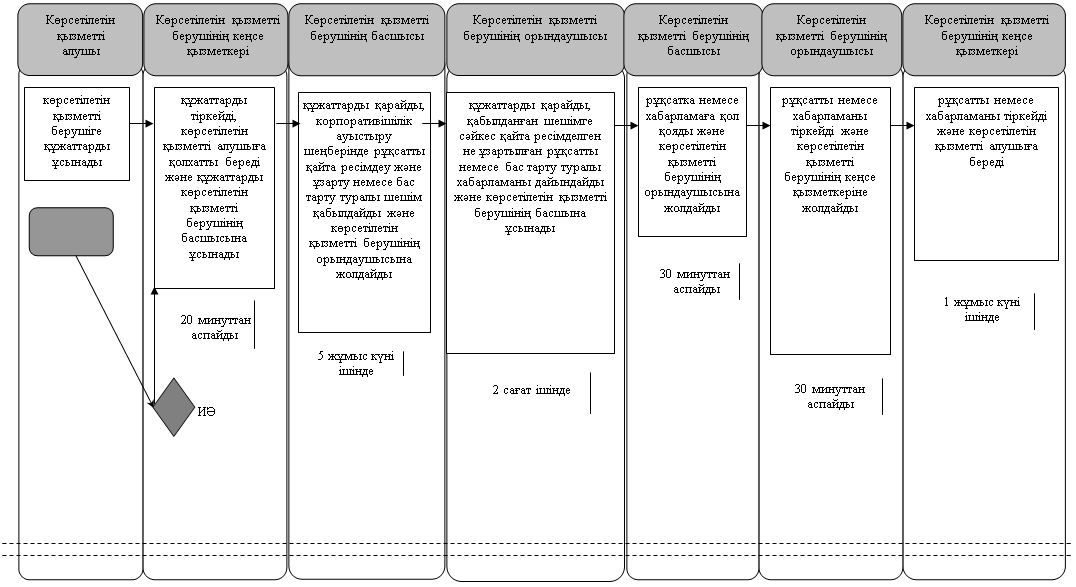 Көрсетілетін
қызметті
алушы
Көрсетілетін қызметті
берушінің кеңсе
қызметкері
Көрсетілетін қызметті
берушінің басшысы
Көрсетілетін қызметті
берушінің орындаушысы
Көрсетілетін
қызметті берушінің
басшысы
Көрсетілетін
қызметті берушінің
орындаушысы
Көрсетілетін қызметті
берушінің кеңсе
қызметкері
көрсетілетін
қызметті
берушіге
құжаттарды
ұсынады
құжаттарды
тіркейді,
көрсетілетін
қызметті алушыға
қолхатты береді
және құжаттарды
көрсетілетін
қызметті
берушінің
басшысына
ұсынады
20 минуттан
аспайды
ИӘ
құжаттарды қарайды,
корпоративішілік
ауыстыру
шеңберінде рұқсатты
қайта ресімдеу және
ұзарту немесе бас
тарту туралы шешім
қабылдайды және
көрсетілетін
қызметті берушінің
орындаушысына
жолдайды
5 жұмыс күні
ішінде
құжаттарды қарайды,
қабылданған шешімге
сәйкес қайта ресімделген
не ұзартылған рұқсатты
немесе бас тарту туралы
хабарламаны дайындайды
және көрсетілетін қызметті
берушінің басшына
ұсынады
2 сағат ішінде
рұқсатқа немесе
хабарламаға қол
қояды және
көрсетілетін
қызметті
берушінің
орындаушысына
жолдайды
30 минуттан
аспайды
рұқсатты немесе
хабарламаны
тіркейді және
көрсетілетін
қызметті
берушінің кеңсе
қызметкеріне
жолдайды
30 минуттан
аспайды
рұқсатты немесе
хабарламаны тіркейді
және көрсетілетін
қызметті алушыға
береді
1 жұмыс күні
ішінде